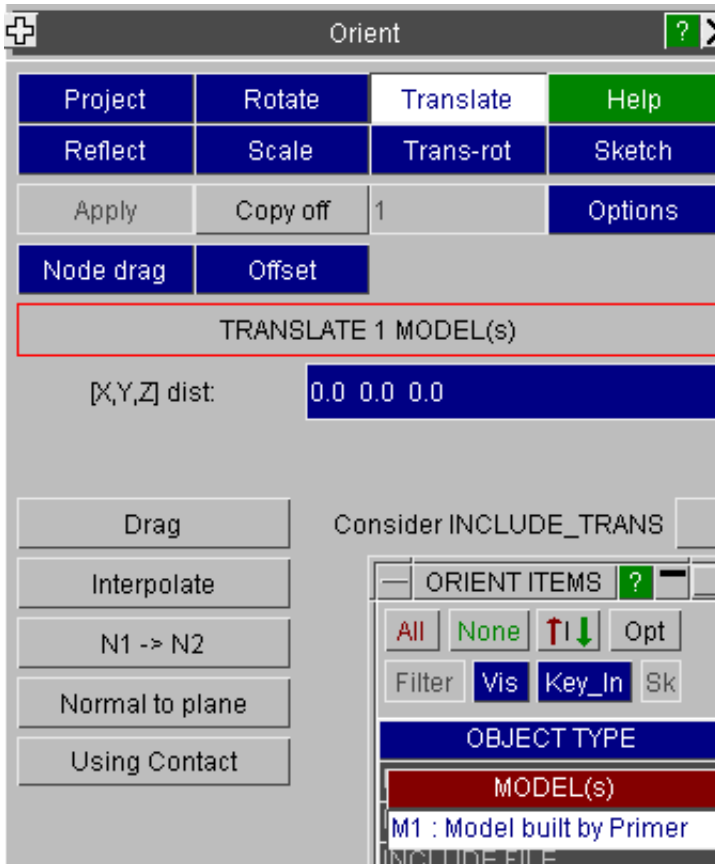 Orient ?
Project Rotate Translate Help
Reflect Scale Trans-rot Sketch
Apply Copy off 1 Options
Node drag Offset
TRANSLATE 1 MODEL(s)
[X,Y,Z] dist: 0.0 0.0 0.0
Drag Consider INCLUDE_TRANS
Interpolate ORIENT ITEMS ?
All None Opt
N1 -> N2
Filter Vis Key_In Sk
Normal to plane
OBJECT TYPE
Using Contact
MODEL(s)
M1 : Model built by Primer
INCLUDE FILE